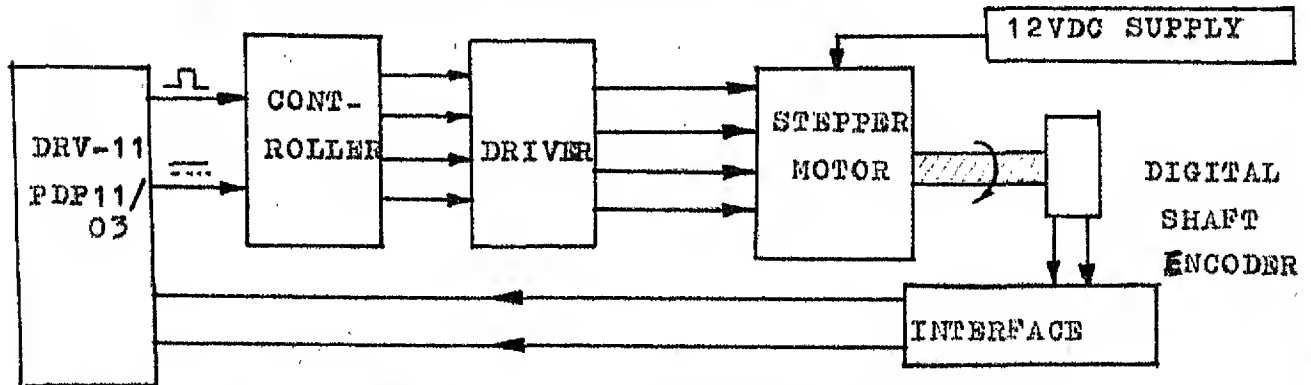 12VDC SUPPLY
DRV-11
PDP11/
03
CONT-
ROLLER
DRIVER
STEPPER
MOTOR
DIGITAL
SHAFT
ENCODER
INTERFACE